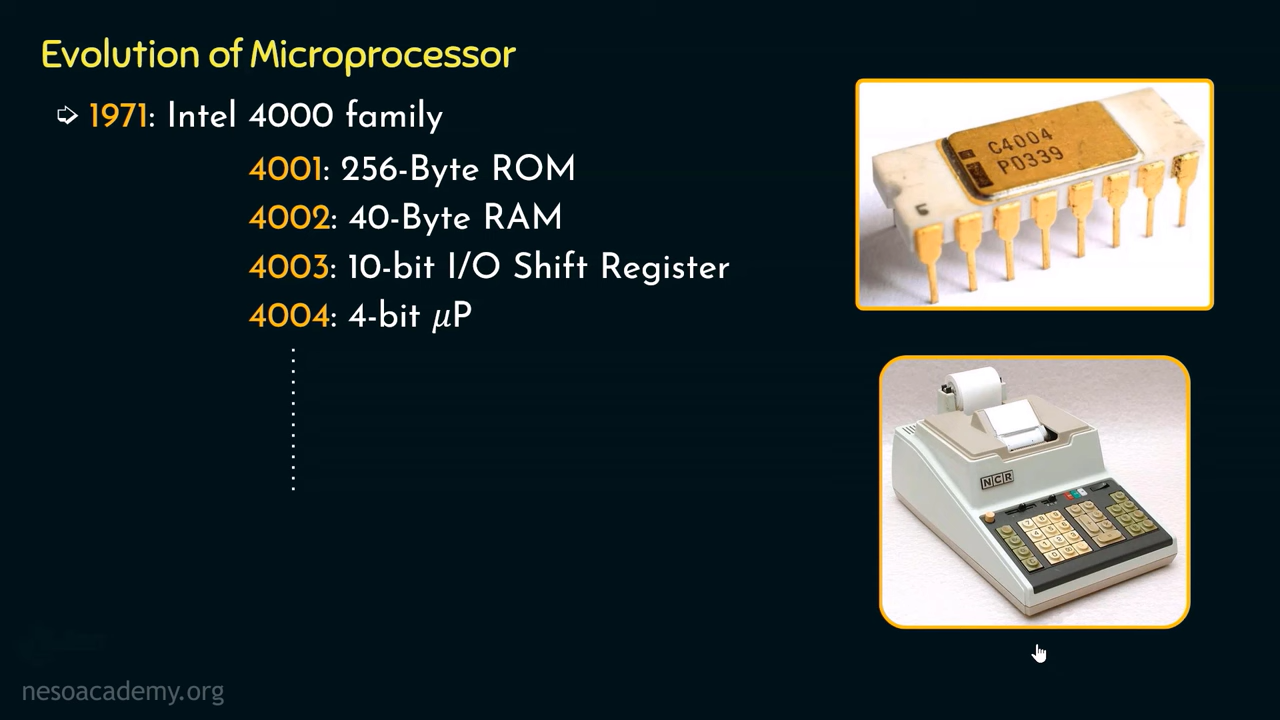 Evolution of Microprocessor
➩ 1971: Intel 4000 family
4001: 256-Byte ROM
4002: 40-Byte RAM
4003: 10-bit I/O Shift Register
4004: 4-bit μP
C4004
P0339
NCR
nesoacademy.org